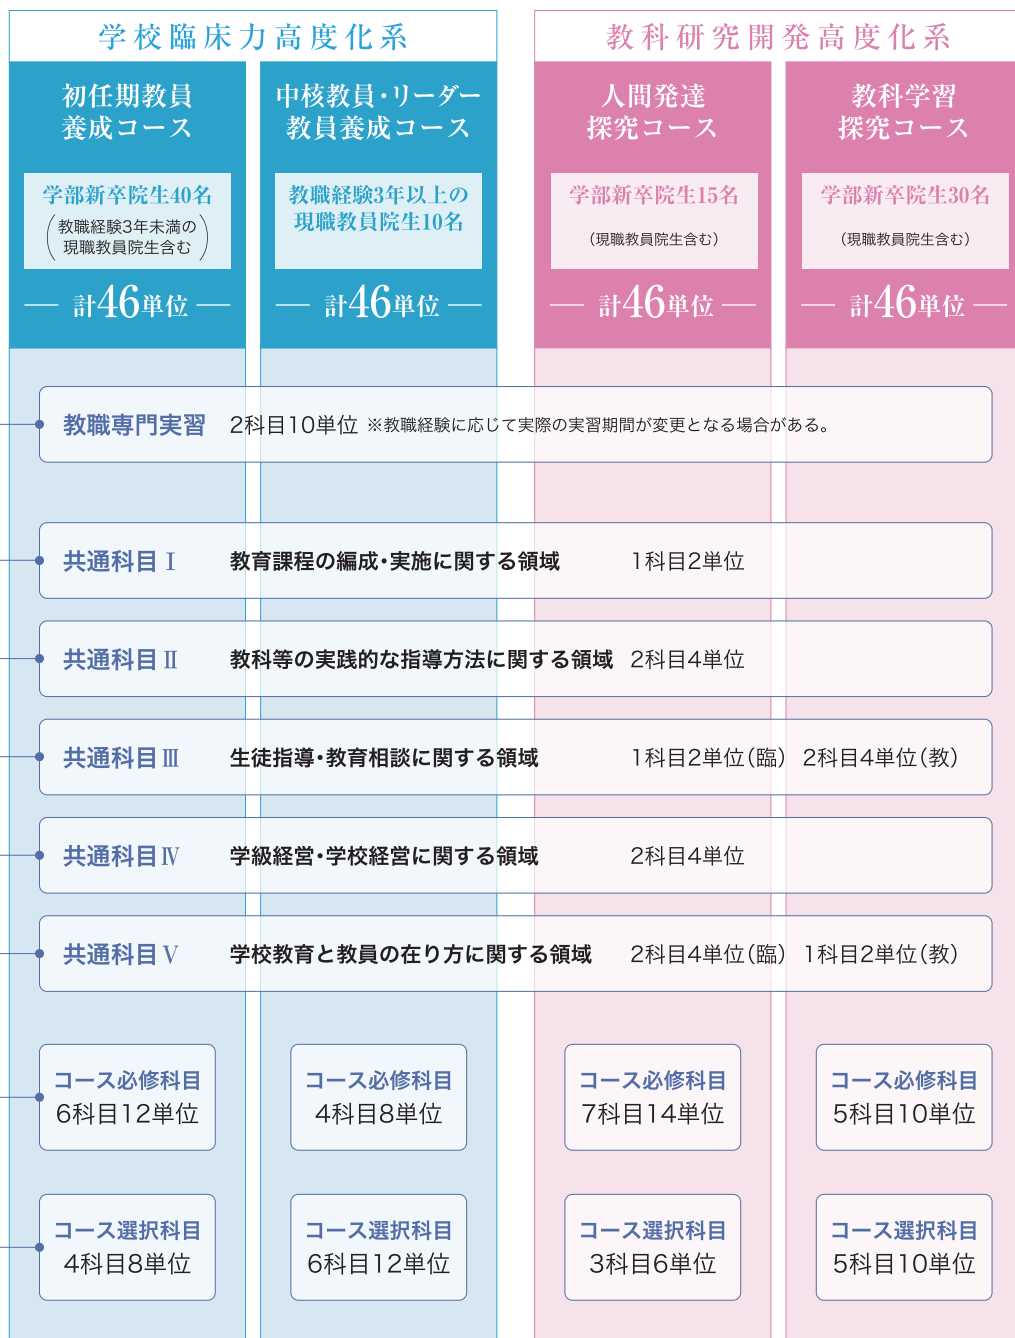 学校臨床力高度化系
教科研究開発高度化系
初任期教員
養成コース
学部新卒院生40名
(教職経験3年未満の
現職教員院生含む)
計46単位
中核教員・リーダー
教員養成コース
教職経験3年以上の
現職教員院生10名
計46単位
人間発達
探究コース
学部新卒院生15名
(現職教員院生含む)
計46単位
教科学習
探究コース
学部新卒院生30名
(現職教員院生含む)
計46単位
教職専門実習 2科目10単位 ※教職経験に応じて実際の実習期間が変更となる場合がある。
共通科目Ⅰ 教育課程の編成・実施に関する領域 1科目2単位
共通科目Ⅱ 教科等の実践的な指導方法に関する領域 2科目4単位
共通科目Ⅲ 生徒指導・教育相談に関する領域 1科目2単位(臨) 2科目4単位(教)
共通科目Ⅳ 学級経営・学校経営に関する領域 2科目4単位
共通科目Ⅴ 学校教育と教員の在り方に関する領域 2科目4単位(臨) 1科目2単位(教)
コース必修科目
6科目12単位
コース必修科目
4科目8単位
コース必修科目
7科目14単位
コース必修科目
5科目10単位
コース選択科目
4科目8単位
コース選択科目
6科目12単位
コース選択科目
3科目6単位
コース選択科目
5科目10単位